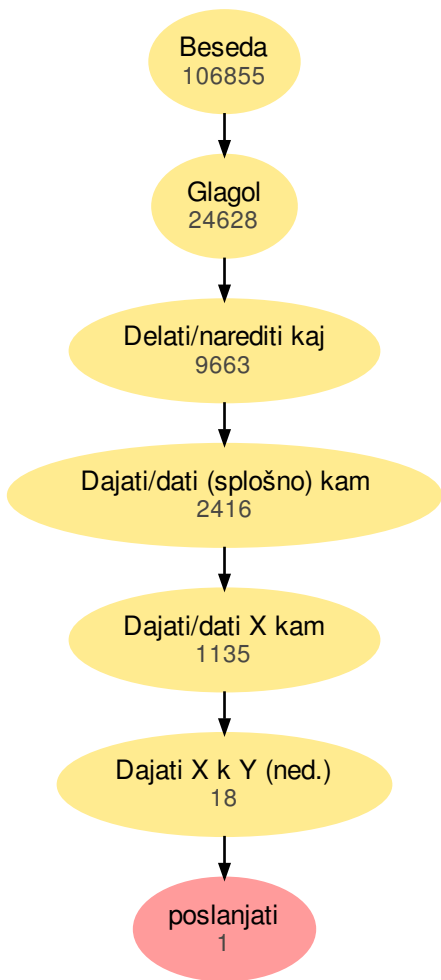 Beseda
106855
Glagol
24628
Delati/narediti kaj
9663
Dajati/dati (splošno) kam
2416
Dajati/dati X kam
1135
Dajati X k Y (ned.)
18
poslanjati
1